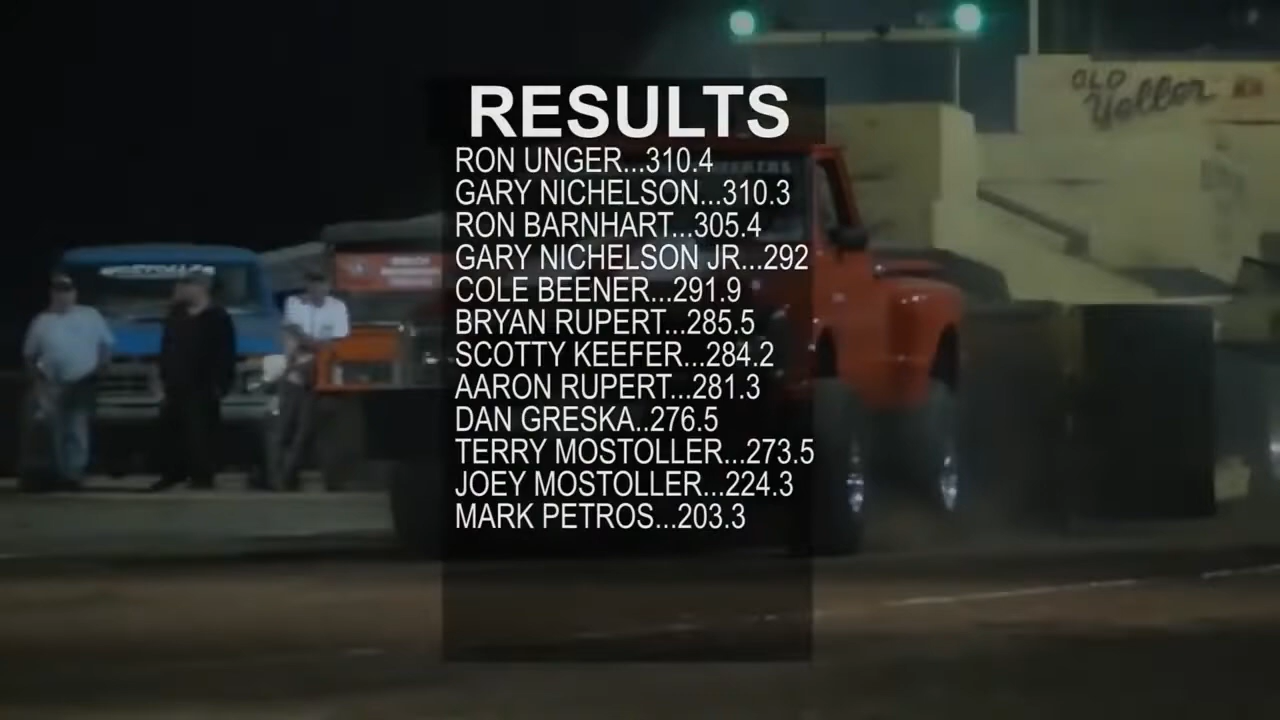 OLD
Yeller
RESULTS
RON UNGER...310.4
GARY NICHELSON...310.3
RON BARNHART...305.4
GARY NICHELSON JR...292
COLE BEENER...291.9
BRYAN RUPERT...285.5
SCOTTY KEEFER...284.2
AARON RUPERT...281.3
DAN GRESKA..276.5
TERRY MOSTOLLER...273.5
JOEY MOSTOLLER...224.3
MARK PETROS...203.3